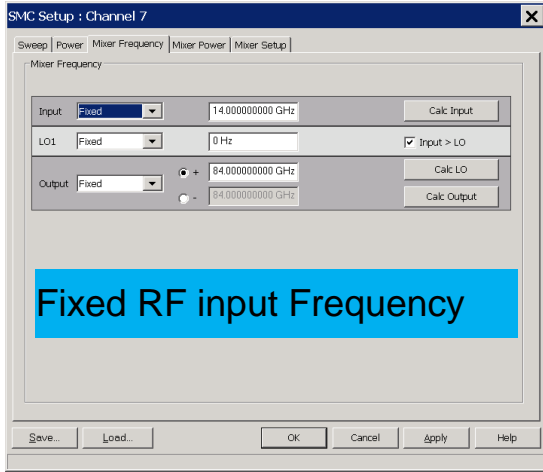 SMC Setup : Channel 7
Sweep Power Mixer Frequency Mixer Power Mixer Setup
Mixer Frequency
Input Fixed 14.000000000 GHz Calc Input
LO1 Fixed 0 Hz Input > LO
Output Fixed + 84.000000000 GHz Calc LO
- 84.000000000 GHz Calc Output
Fixed RF input Frequency
Save... Load... OK Cancel Apply Help